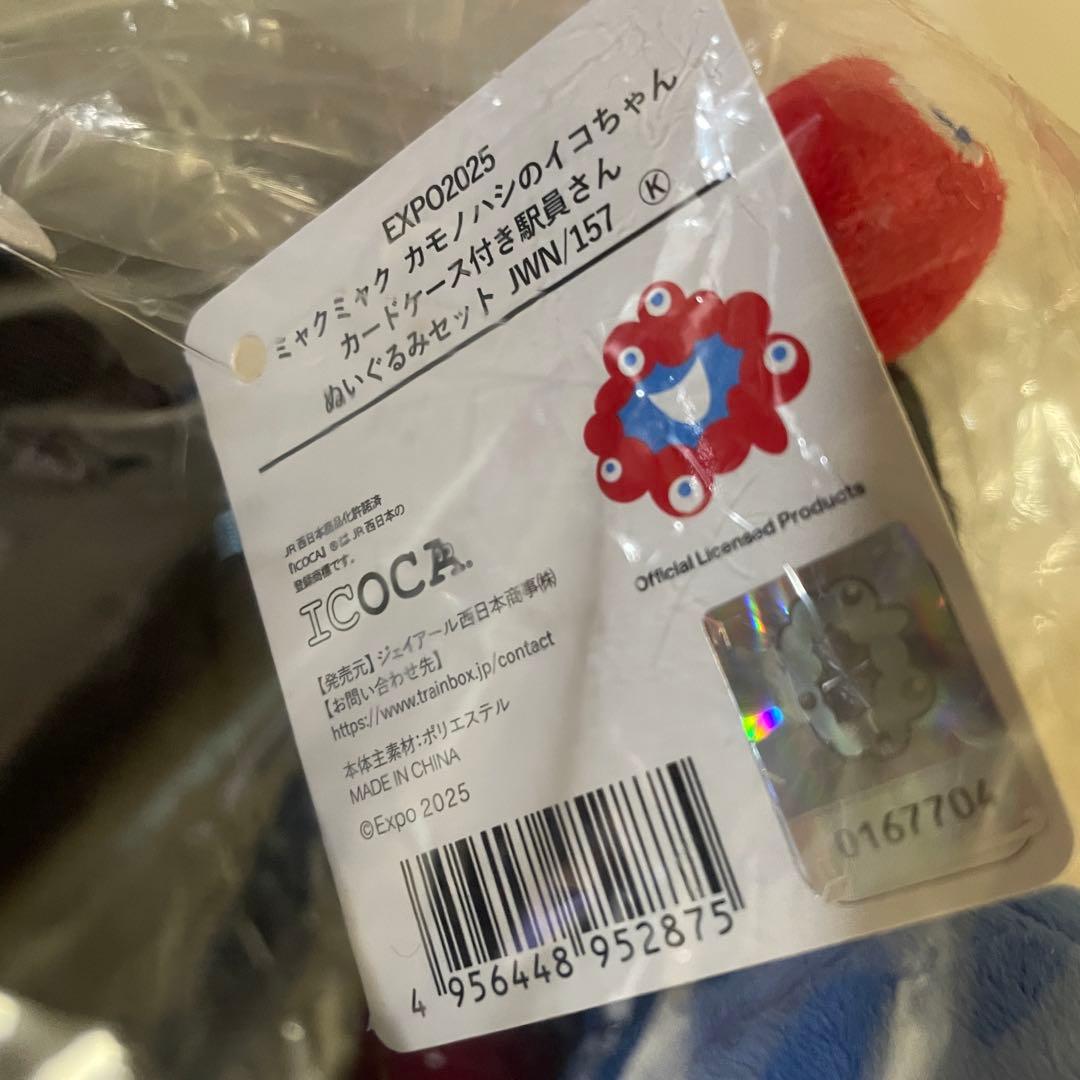 EXPO2025
ミャクミャク カモノハシのイコちゃん
カードケース付き駅員さん
ぬいぐるみセット JWN/157 Ⓚ
Official Licensed Products
JR西日本商品化許諾済
『ICOCA』®はJR西日本の
登録商標です。
ICOCA®
【発売元】ジェイアール西日本商事㈱
【お問い合わせ先】
https://www.trainbox.jp/contact
本体主素材:ポリエステル
MADE IN CHINA
©Expo 2025
4 956448 952875
0167704